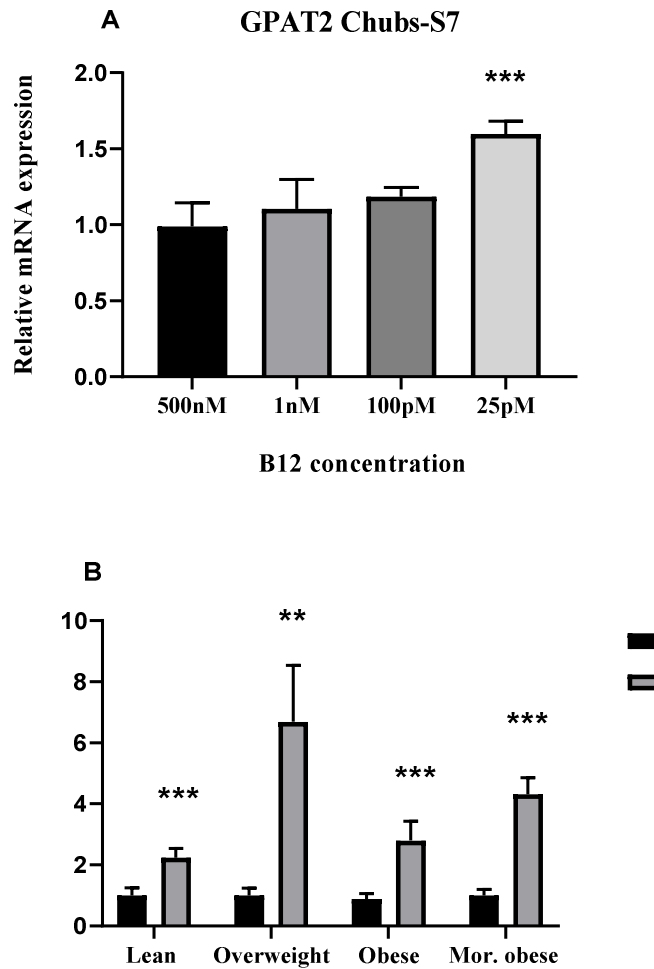 A
GPAT2 Chubs-S7
***
Relative mRNA expression
2.0
1.5
1.0
0.5
0.0
500nM 1nM 100pM 25pM
B12 concentration
B
10
8
6
4
2
0
***
**
***
***
Lean Overweight Obese Mor. obese